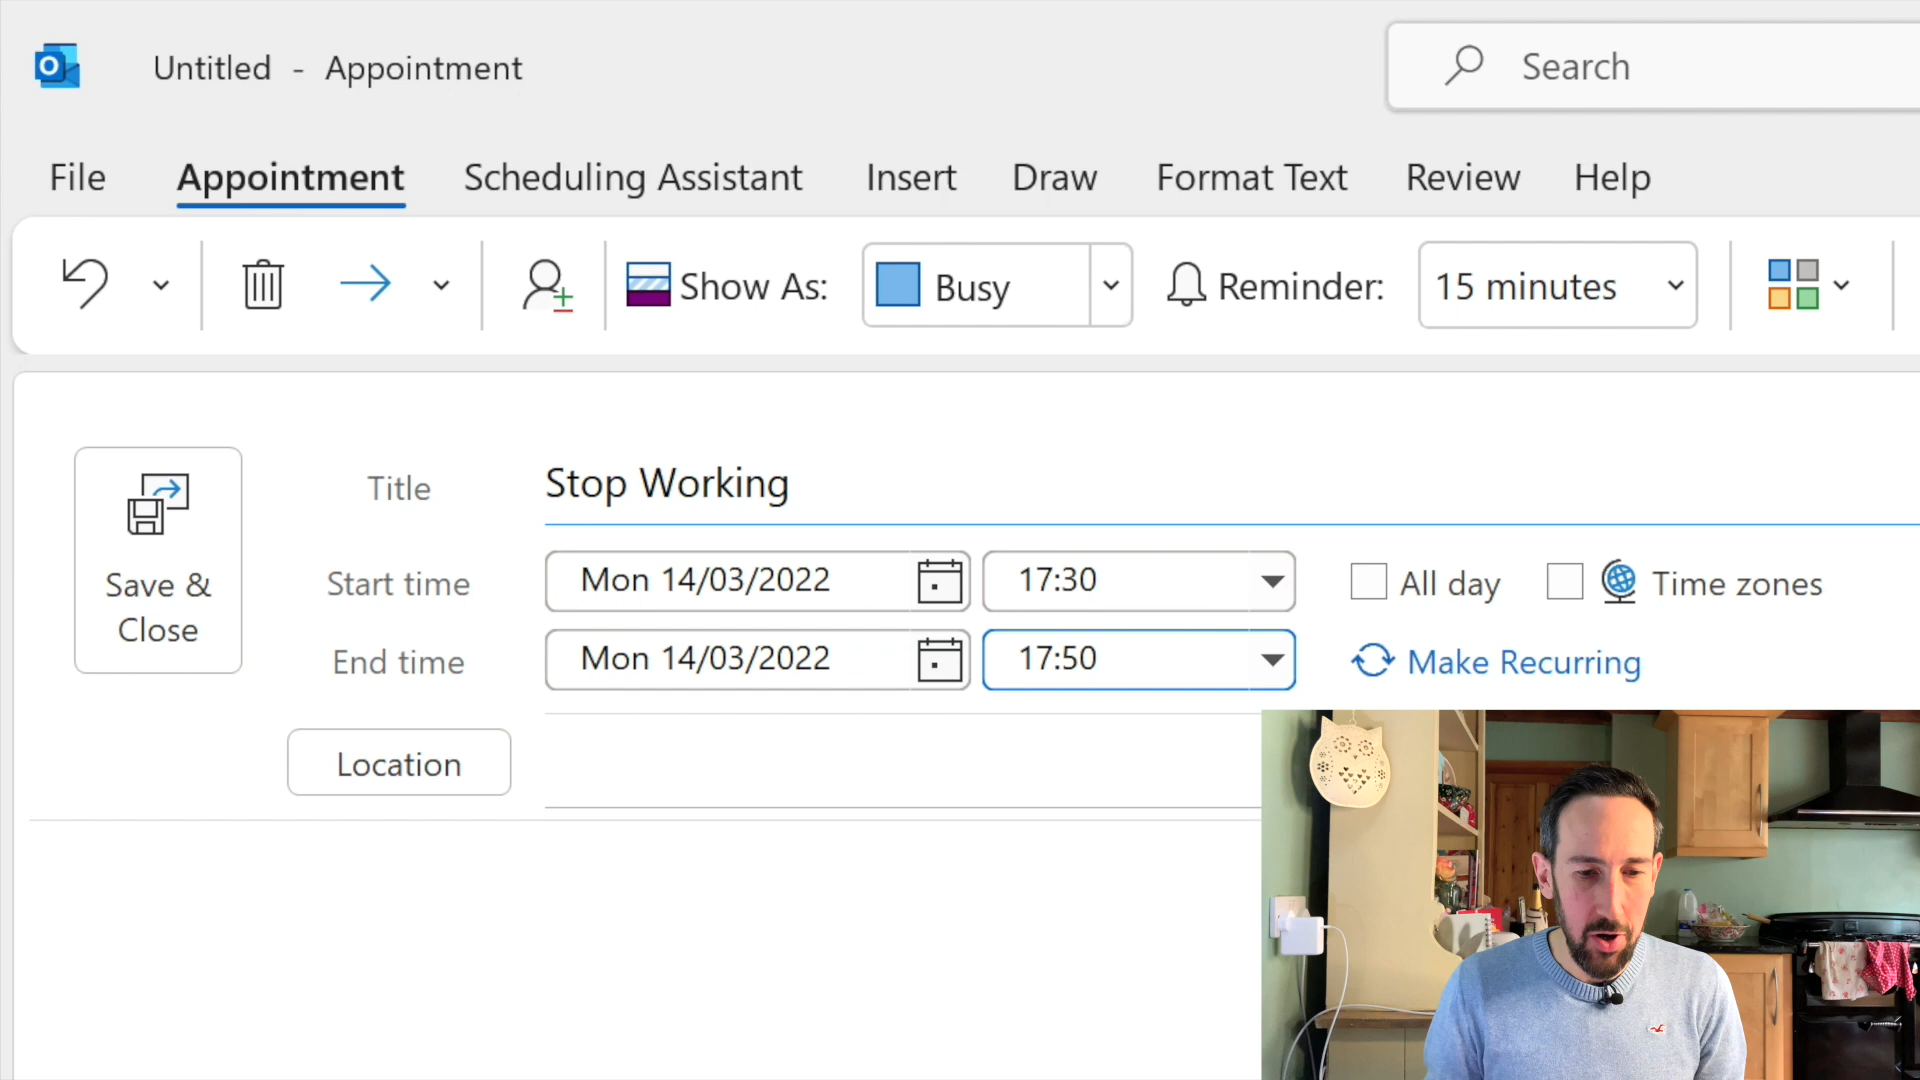 Untitled - Appointment
Search
File Appointment Scheduling Assistant Insert Draw Format Text Review Help
Show As: Busy Reminder: 15 minutes
Save &
Close
Title Stop Working
Start time Mon 14/03/2022 17:30 All day Time zones
End time Mon 14/03/2022 17:50 Make Recurring
Location